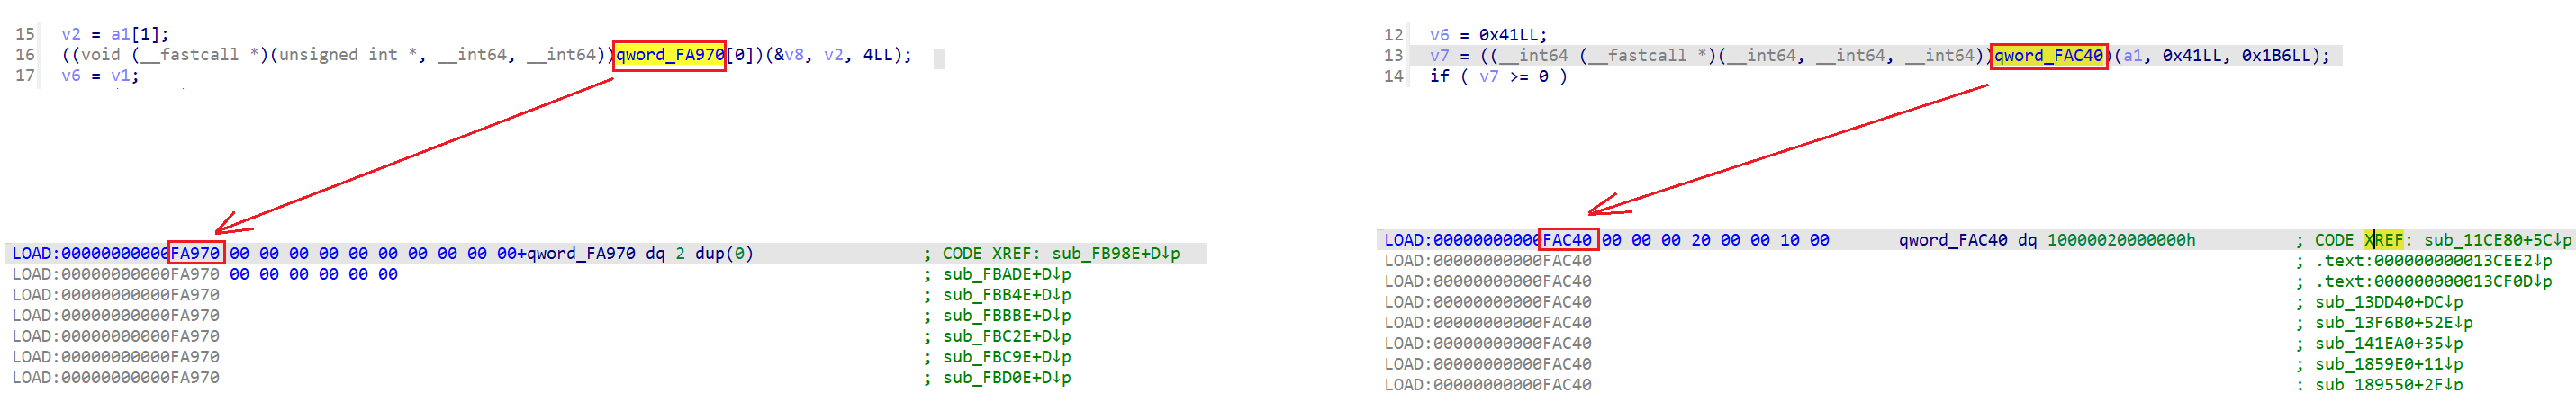 15 v2 = a1[1];
16 ((void (__fastcall *)(unsigned int *, __int64, __int64))qword_FA970[0])(&v8, v2, 4LL);
17 v6 = v1;
LOAD:00000000000FA970 00 00 00 00 00 00 00 00 00 00 00+qword_FA970 dq 2 dup(0) ; CODE XREF: sub_FB98E+D↓p
LOAD:00000000000FA970 00 00 00 00 00 00 ; sub_FBADE+D↓p
LOAD:00000000000FA970 ; sub_FBB4E+D↓p
LOAD:00000000000FA970 ; sub_FBBBE+D↓p
LOAD:00000000000FA970 ; sub_FBC2E+D↓p
LOAD:00000000000FA970 ; sub_FBC9E+D↓p
LOAD:00000000000FA970 ; sub_FBD0E+D↓p
12 v6 = 0x41LL;
13 v7 = ((__int64 (__fastcall *)(__int64, __int64, __int64))qword_FAC40)(a1, 0x41LL, 0x1B6LL);
14 if ( v7 >= 0 )
LOAD:00000000000FAC40 00 00 00 20 00 00 10 00 qword_FAC40 dq 10000020000000h ; CODE XREF: sub_11CE80+5C↓p
LOAD:00000000000FAC40 ; .text:000000000013CEE2↓p
LOAD:00000000000FAC40 ; .text:000000000013CF0D↓p
LOAD:00000000000FAC40 ; sub_13DD40+DC↓p
LOAD:00000000000FAC40 ; sub_13F6B0+52E↓p
LOAD:00000000000FAC40 ; sub_141EA0+35↓p
LOAD:00000000000FAC40 ; sub_1859E0+11↓p
LOAD:00000000000FAC40 ; sub_189550+2F↓p